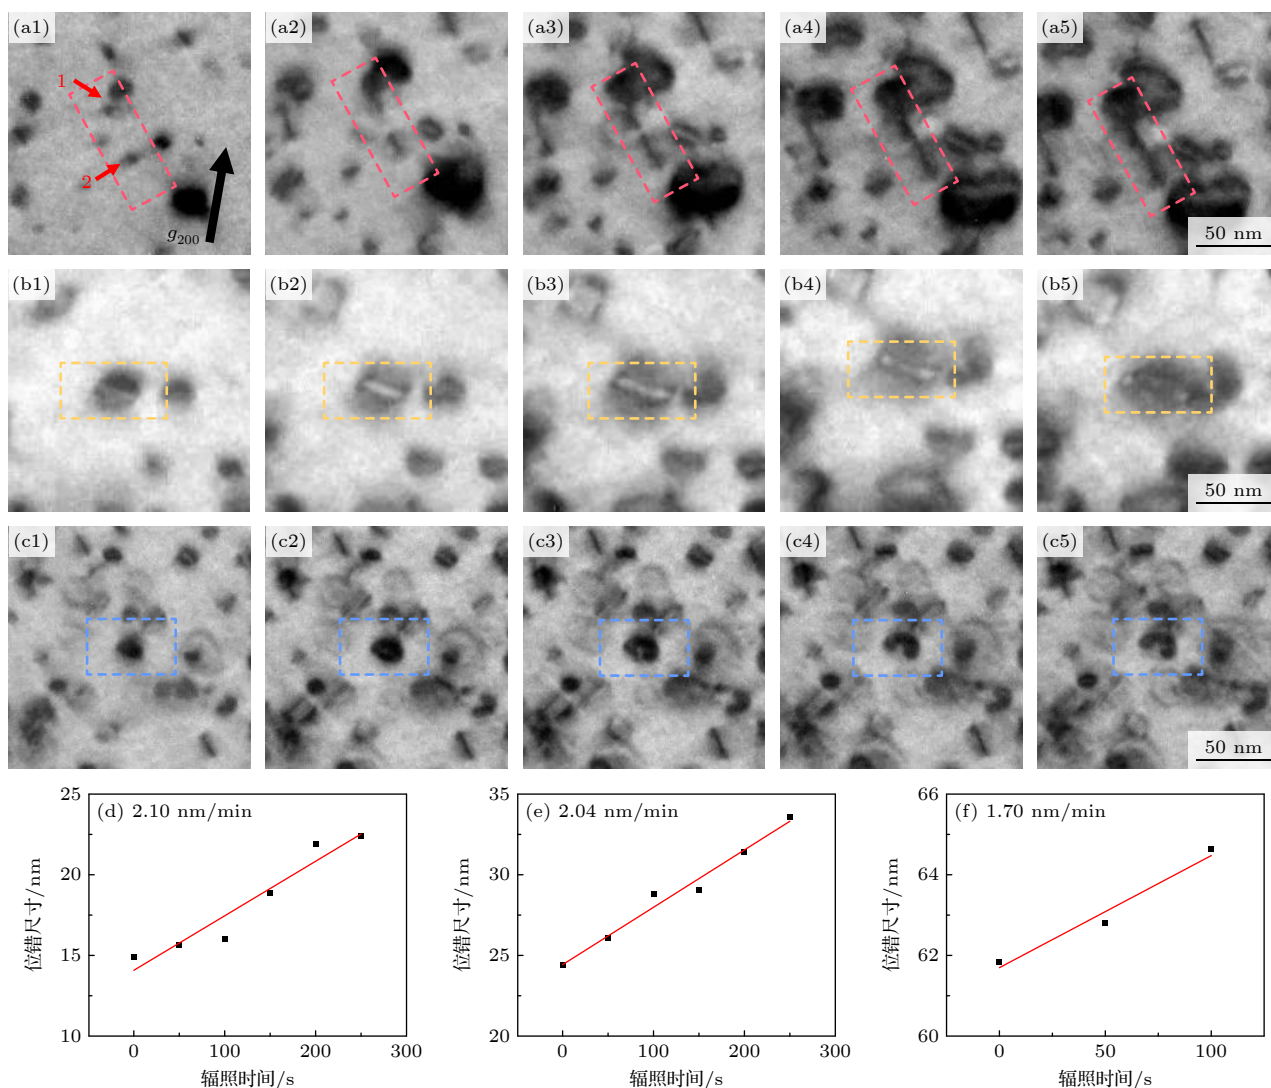 (a1)
(a2)
(a3)
(a4)
(a5)
1
2
g200
50 nm
(b1)
(b2)
(b3)
(b4)
(b5)
50 nm
(c1)
(c2)
(c3)
(c4)
(c5)
50 nm
(d) 2.10 nm/min
25
20
15
10
位错尺寸/nm
0
100
200
300
辐照时间/s
(e) 2.04 nm/min
35
30
25
20
位错尺寸/nm
0
100
200
300
辐照时间/s
(f) 1.70 nm/min
66
64
62
60
位错尺寸/nm
0
50
100
辐照时间/s